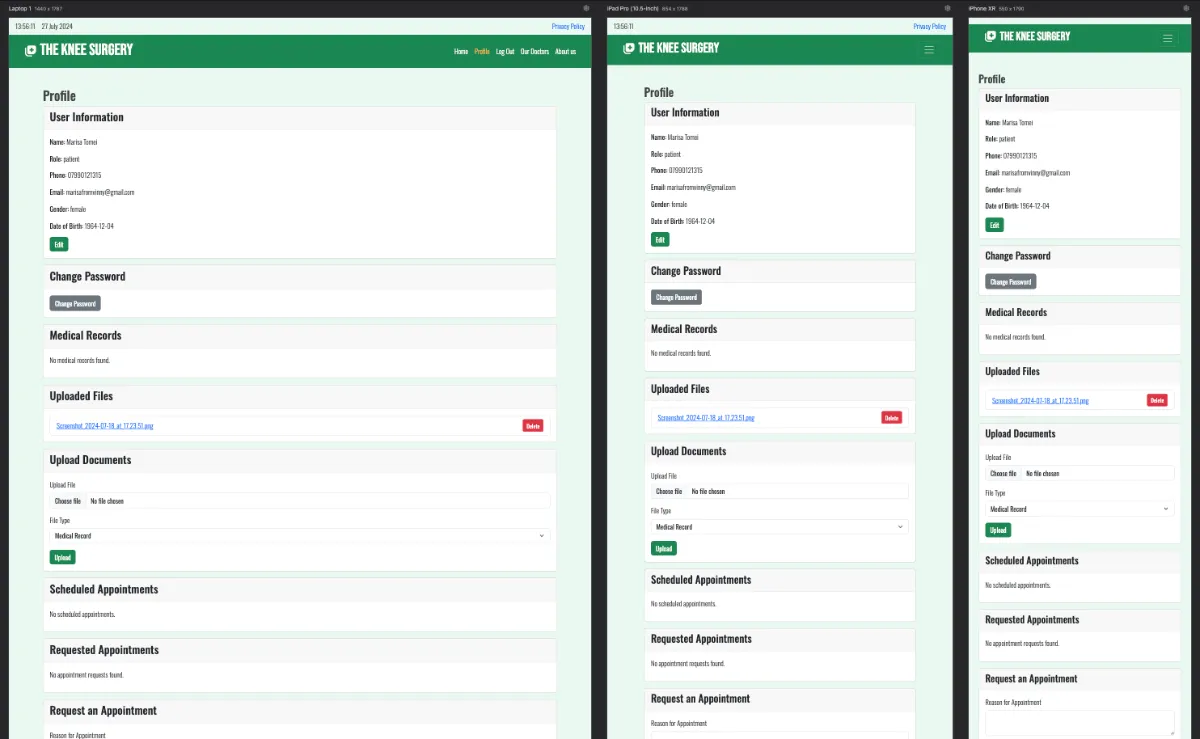 Laptop 1 1440 x 1787
13:56:11 27 July 2024 Privacy Policy
THE KNEE SURGERY
Home Profile Log Out Our Doctors About us
Profile
User Information
Name: Marisa Tomei
Role: patient
Phone: 07990121315
Email: marisafromvinny@gmail.com
Gender: female
Date of Birth: 1964-12-04
Edit
Change Password
Change Password
Medical Records
No medical records found.
Uploaded Files
Screenshot_2024-07-18_at_17.23.51.png Delete
Upload Documents
Upload File
Choose file No file chosen
File Type
Medical Record
Upload
Scheduled Appointments
No scheduled appointments.
Requested Appointments
No appointment requests found.
Request an Appointment
Reason for Appointment
iPad Pro (10.5-inch)
13:56:11 Privacy Policy
THE KNEE SURGERY
Profile
User Information
Name: Marisa Tomei
Role: patient
Phone: 07990121315
Email: marisafromvinny@gmail.com
Gender: female
Date of Birth: 1964-12-04
Edit
Change Password
Change Password
Medical Records
No medical records found.
Uploaded Files
Screenshot_2024-07-18_at_17.23.51.png Delete
Upload Documents
Upload File
Choose file No file chosen
File Type
Medical Record
Upload
Scheduled Appointments
No scheduled appointments.
Requested Appointments
No appointment requests found.
Request an Appointment
Reason for Appointment
iPhone XR
THE KNEE SURGERY
Profile
User Information
Name: Marisa Tomei
Role: patient
Phone: 07990121315
Email: marisafromvinny@gmail.com
Gender: female
Date of Birth: 1964-12-04
Edit
Change Password
Change Password
Medical Records
No medical records found.
Uploaded Files
Screenshot_2024-07-18_at_17.23.51.png Delete
Upload Documents
Upload File
Choose file No file chosen
File Type
Medical Record
Upload
Scheduled Appointments
No scheduled appointments.
Requested Appointments
No appointment requests found.
Request an Appointment
Reason for Appointment